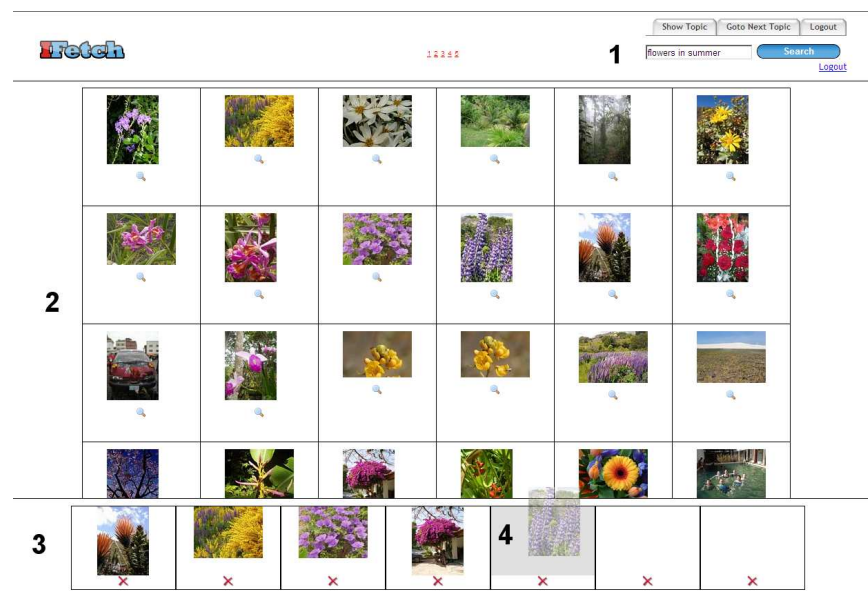 Show Topic Goto Next Topic Logout
IFetch
1 2 3 4 5
1
flowers in summer Search
Logout
2
3
4